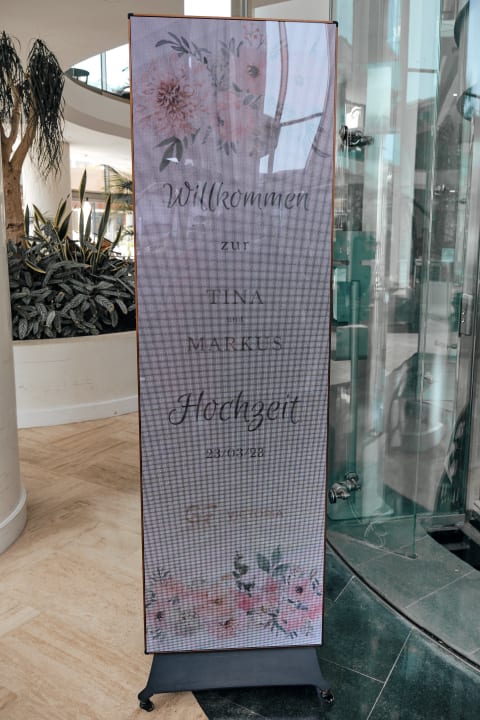 Willkommen
zur
TINA
und
MARKUS
Hochzeit
23/03/23